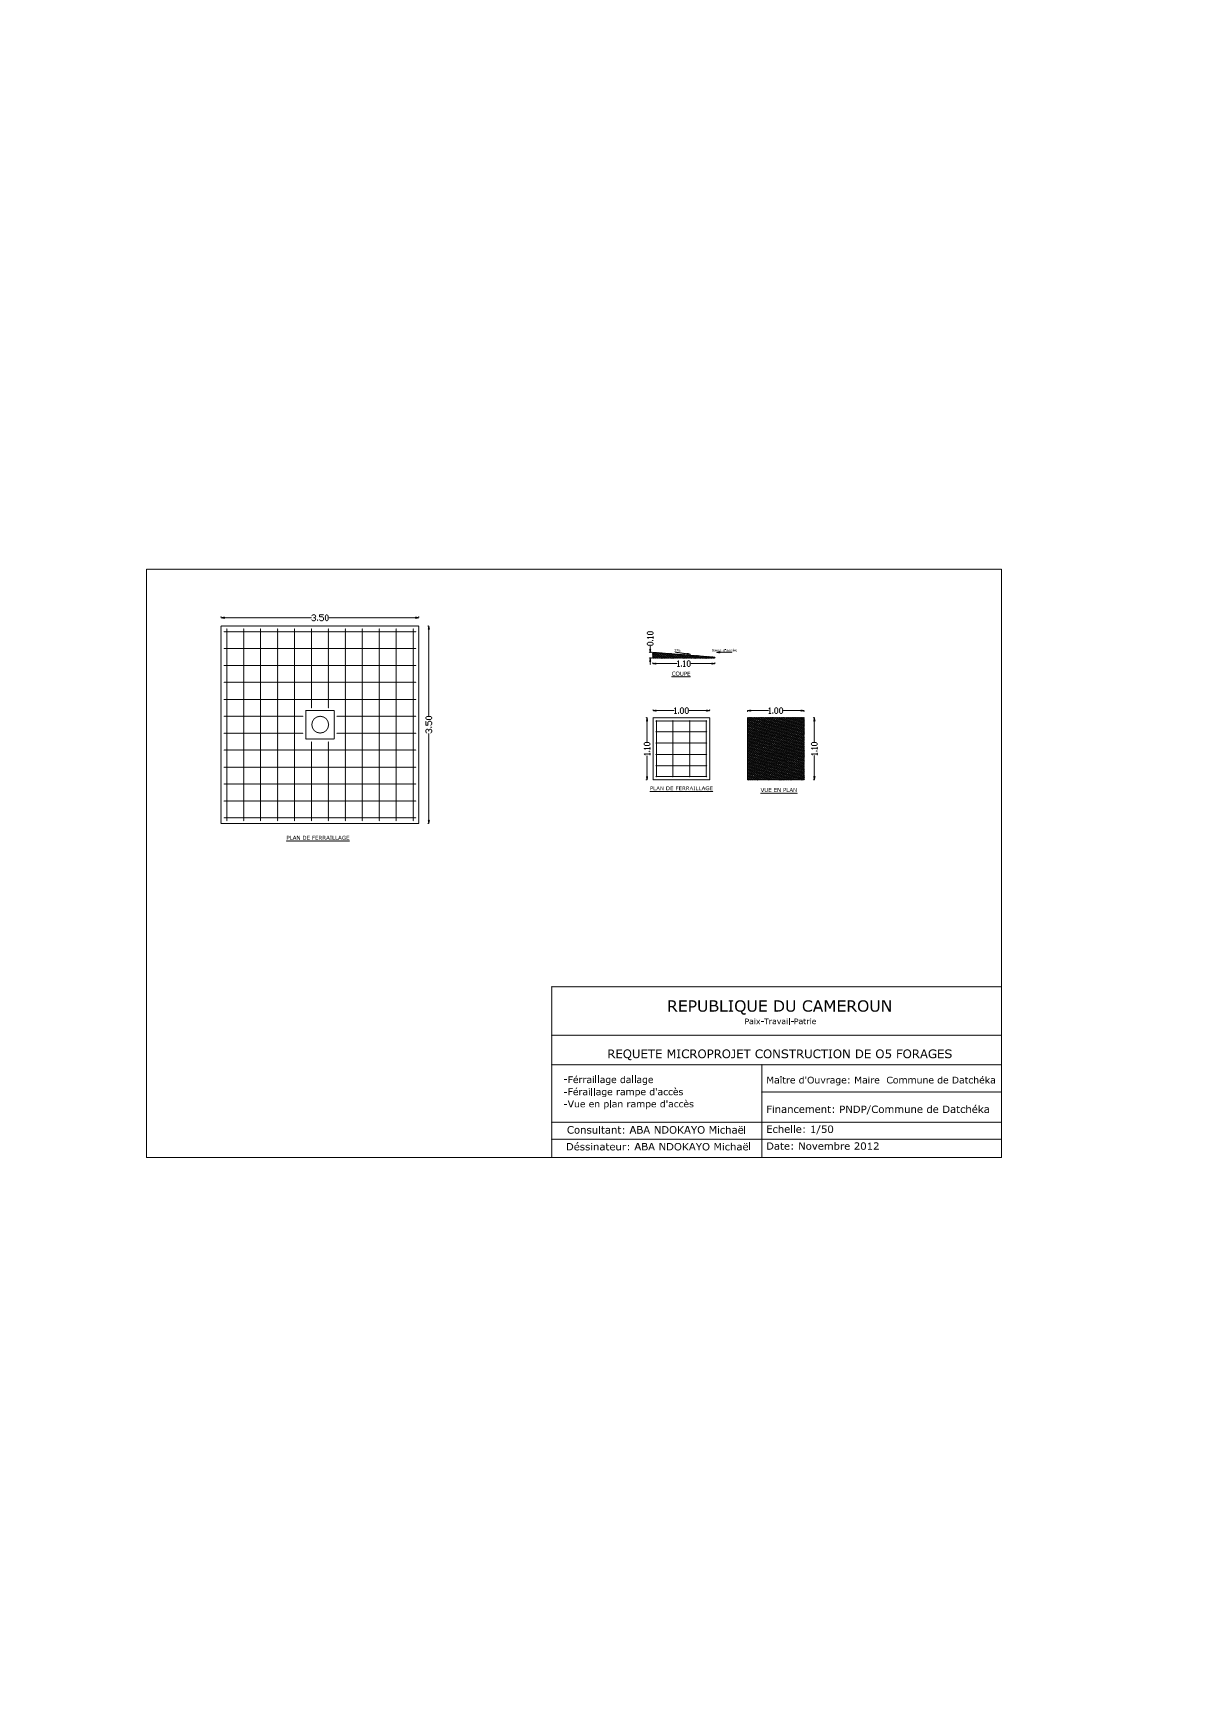 3.50
3.50
PLAN DE FERRAILLAGE
0.10
1.10
COUPE
1.00
1.10
PLAN DE FERRAILLAGE
1.00
1.10
VUE EN PLAN
REPUBLIQUE DU CAMEROUN
Paix-Travail-Patrie
REQUETE MICROPROJET CONSTRUCTION DE O5 FORAGES
-Férraillage dallage
-Féraillage rampe d'accès
-Vue en plan rampe d'accès
Maître d'Ouvrage: Maire Commune de Datchéka
Financement: PNDP/Commune de Datchéka
Consultant: ABA NDOKAYO Michaël
Echelle: 1/50
Déssinateur: ABA NDOKAYO Michaël
Date: Novembre 2012